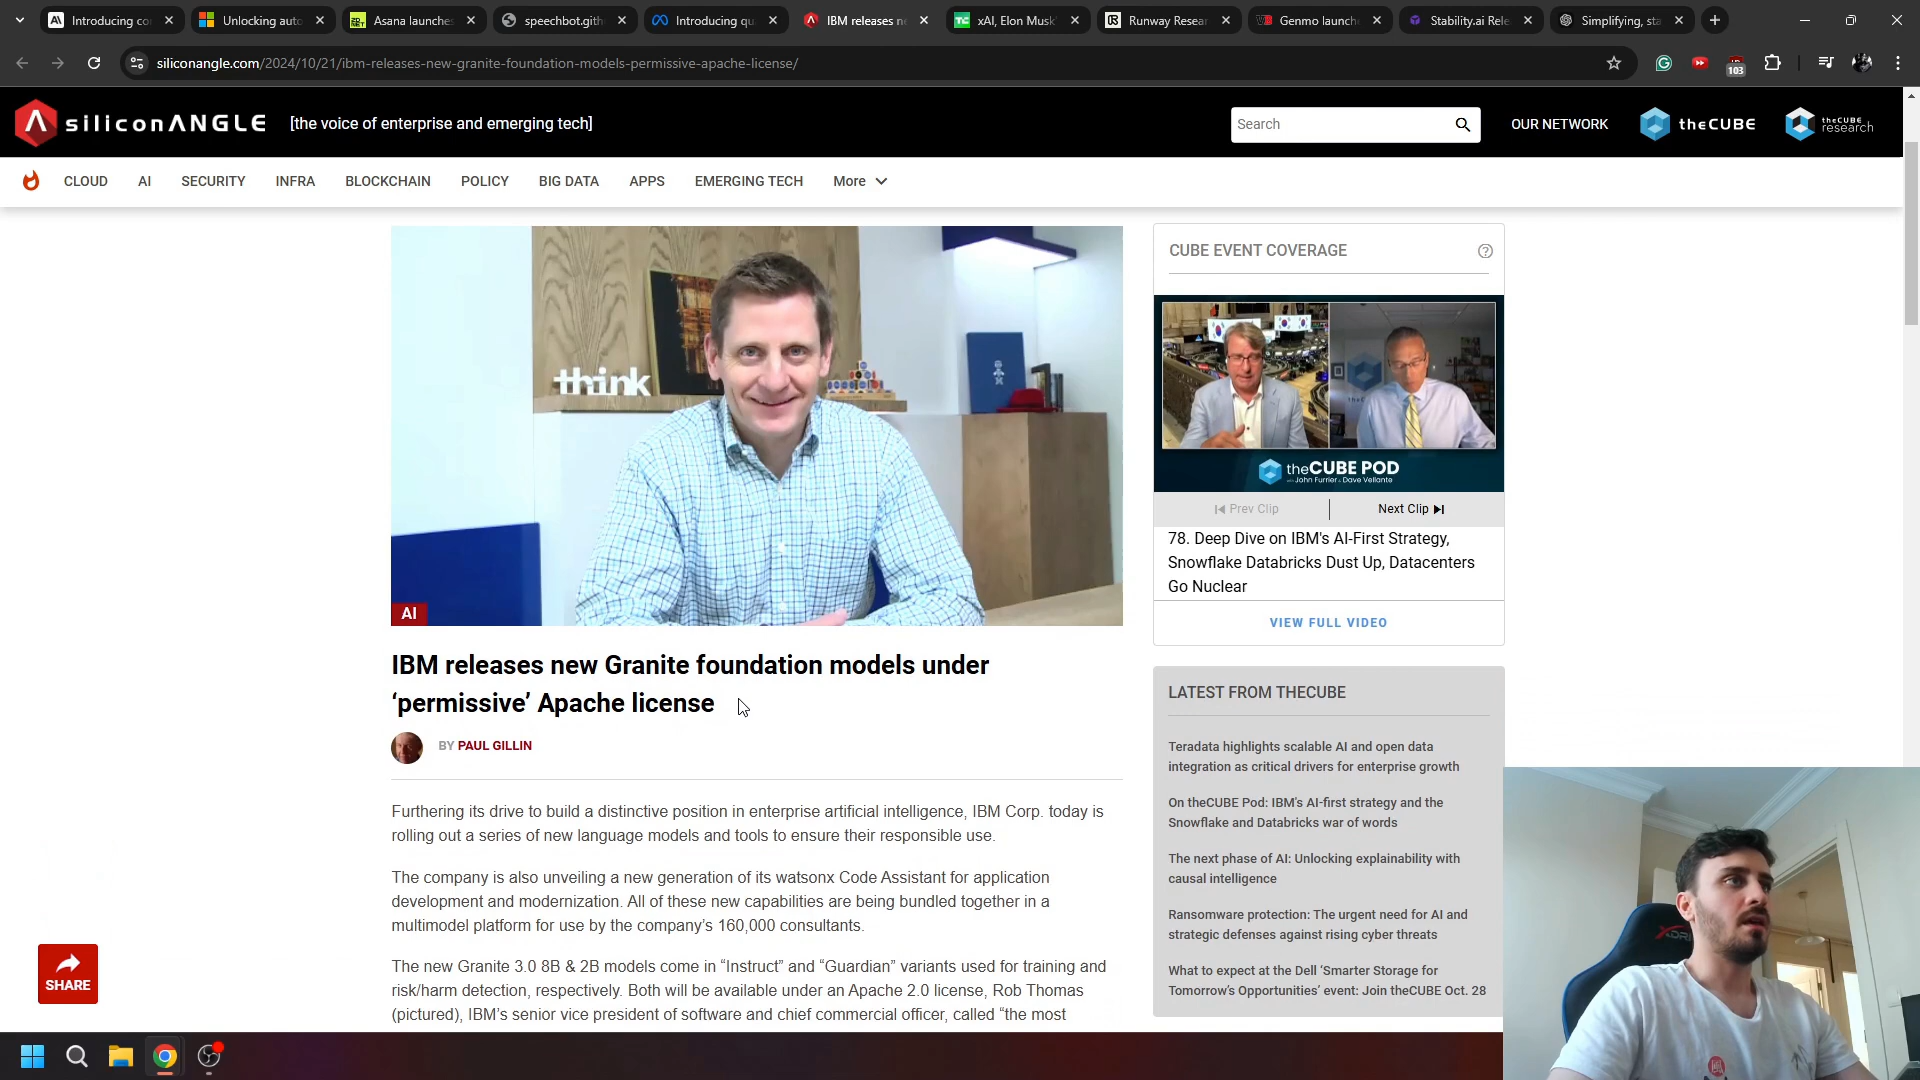 Introducing co
Unlocking auto
Asana launches
speechbot.gith
Introducing qu
IBM releases ne
xAI, Elon Musk'
Runway Resear
Genmo launch
Stability.ai Rele
Simplifying, sta
siliconangle.com/2024/10/21/ibm-releases-new-granite-foundation-models-permissive-apache-license/
103
siliconANGLE
[the voice of enterprise and emerging tech]
Search
OUR NETWORK
theCUBE
theCUBE
research
CLOUD
AI
SECURITY
INFRA
BLOCKCHAIN
POLICY
BIG DATA
APPS
EMERGING TECH
More
think
AI
IBM releases new Granite foundation models under
‘permissive’ Apache license
BY PAUL GILLIN
Furthering its drive to build a distinctive position in enterprise artificial intelligence, IBM Corp. today is
rolling out a series of new language models and tools to ensure their responsible use.
The company is also unveiling a new generation of its watsonx Code Assistant for application
development and modernization. All of these new capabilities are being bundled together in a
multimodel platform for use by the company’s 160,000 consultants.
The new Granite 3.0 8B & 2B models come in “Instruct” and “Guardian” variants used for training and
risk/harm detection, respectively. Both will be available under an Apache 2.0 license, Rob Thomas
(pictured), IBM’s senior vice president of software and chief commercial officer, called “the most
SHARE
CUBE EVENT COVERAGE
theCUBE POD
with John Furrier & Dave Vellante
Prev Clip
Next Clip
78. Deep Dive on IBM's AI-First Strategy,
Snowflake Databricks Dust Up, Datacenters
Go Nuclear
VIEW FULL VIDEO
LATEST FROM THECUBE
Teradata highlights scalable AI and open data
integration as critical drivers for enterprise growth
On theCUBE Pod: IBM’s AI-first strategy and the
Snowflake and Databricks war of words
The next phase of AI: Unlocking explainability with
causal intelligence
Ransomware protection: The urgent need for AI and
strategic defenses against rising cyber threats
What to expect at the Dell ‘Smarter Storage for
Tomorrow’s Opportunities’ event: Join theCUBE Oct. 28